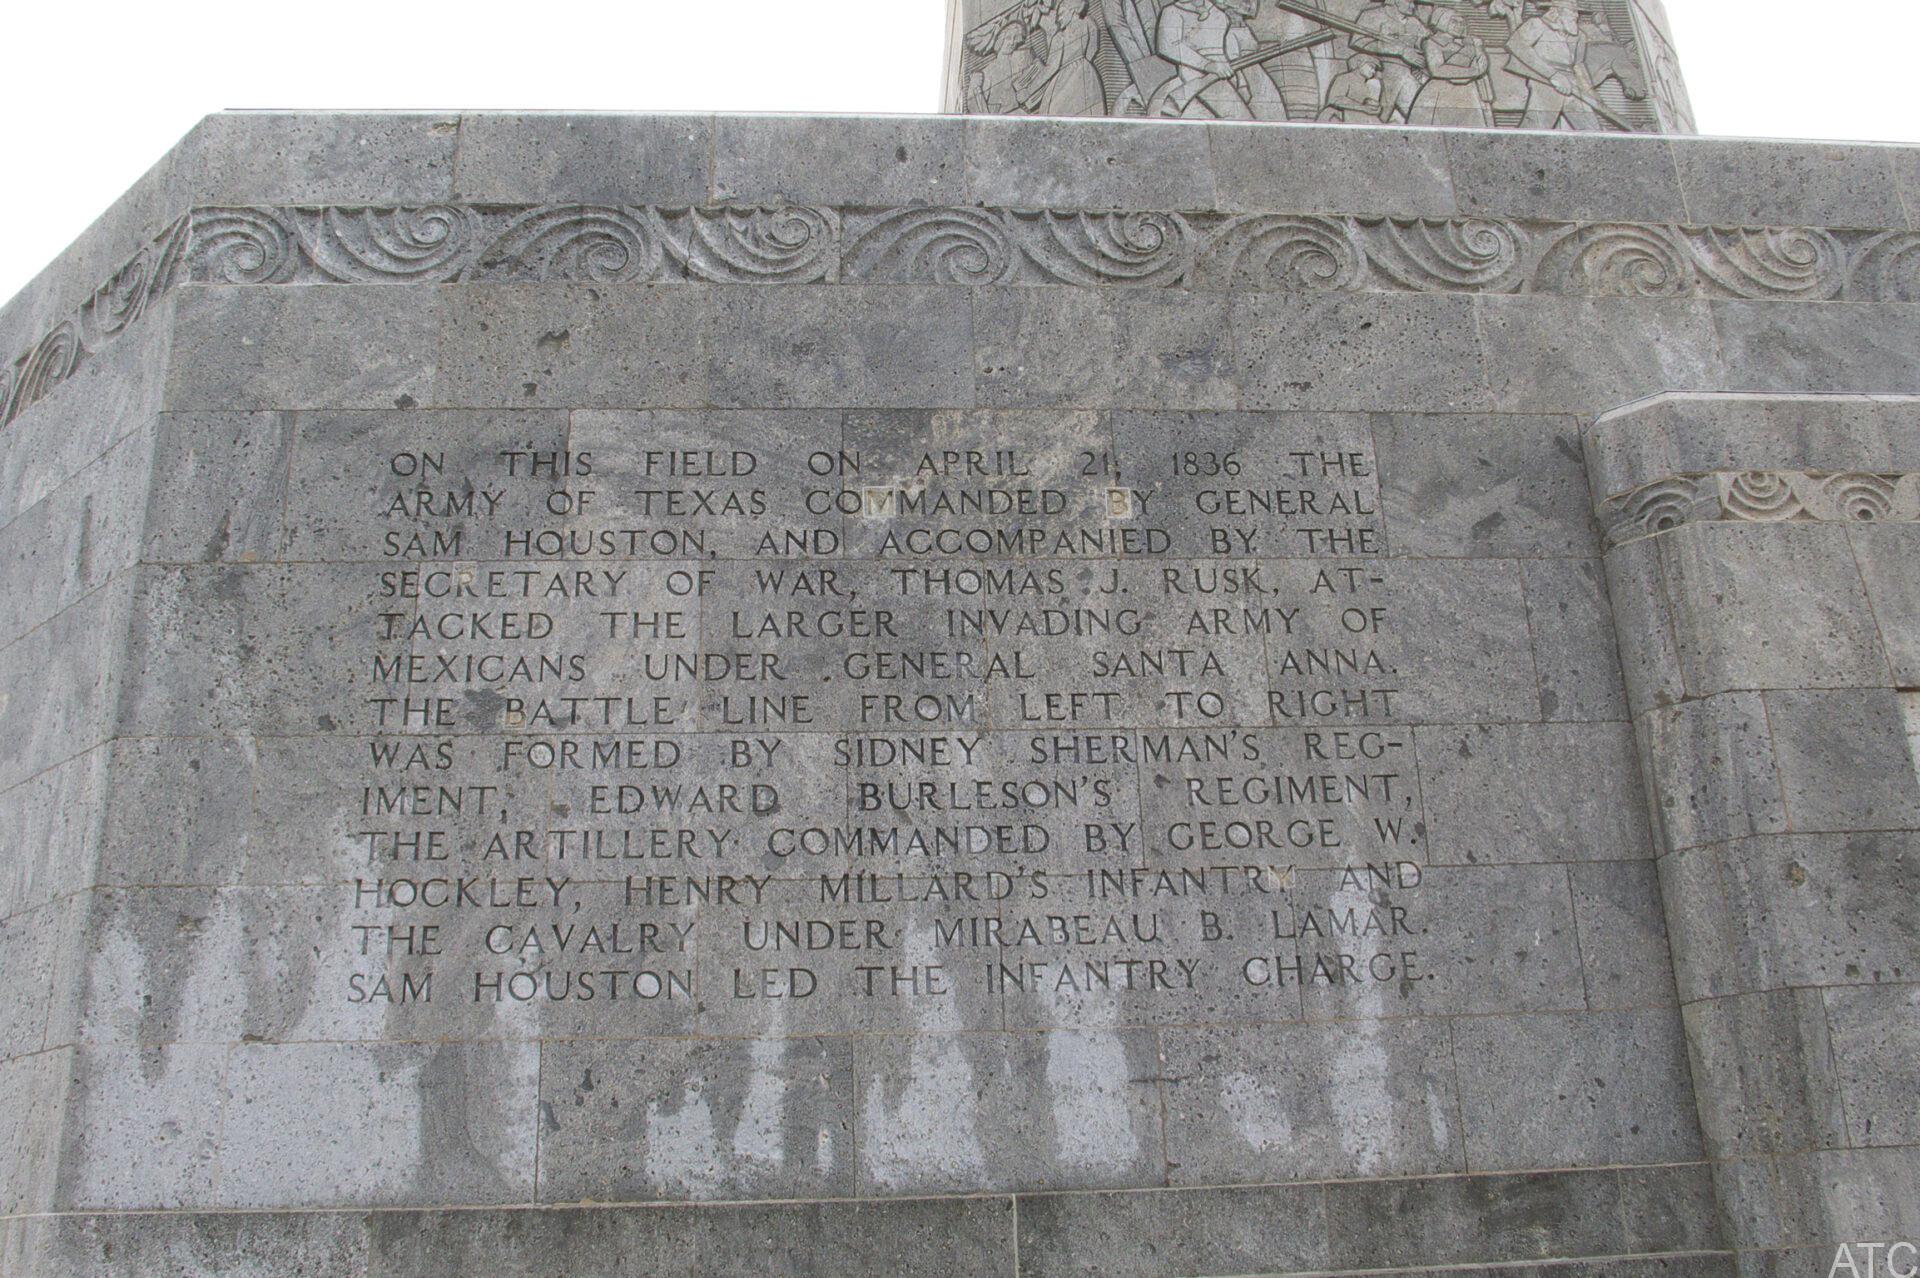 ON THIS FIELD ON APRIL 21, 1836 THE
ARMY OF TEXAS COMMANDED BY GENERAL
SAM HOUSTON, AND ACCOMPANIED BY THE
SECRETARY OF WAR, THOMAS J. RUSK, AT-
TACKED THE LARGER INVADING ARMY OF
MEXICANS UNDER GENERAL SANTA ANNA.
THE BATTLE LINE FROM LEFT TO RIGHT
WAS FORMED BY SIDNEY SHERMAN'S REG-
IMENT, EDWARD BURLESON'S REGIMENT,
THE ARTILLERY COMMANDED BY GEORGE W.
HOCKLEY, HENRY MILLARD'S INFANTRY AND
THE CAVALRY UNDER MIRABEAU B. LAMAR.
SAM HOUSTON LED THE INFANTRY CHARGE.
ATC